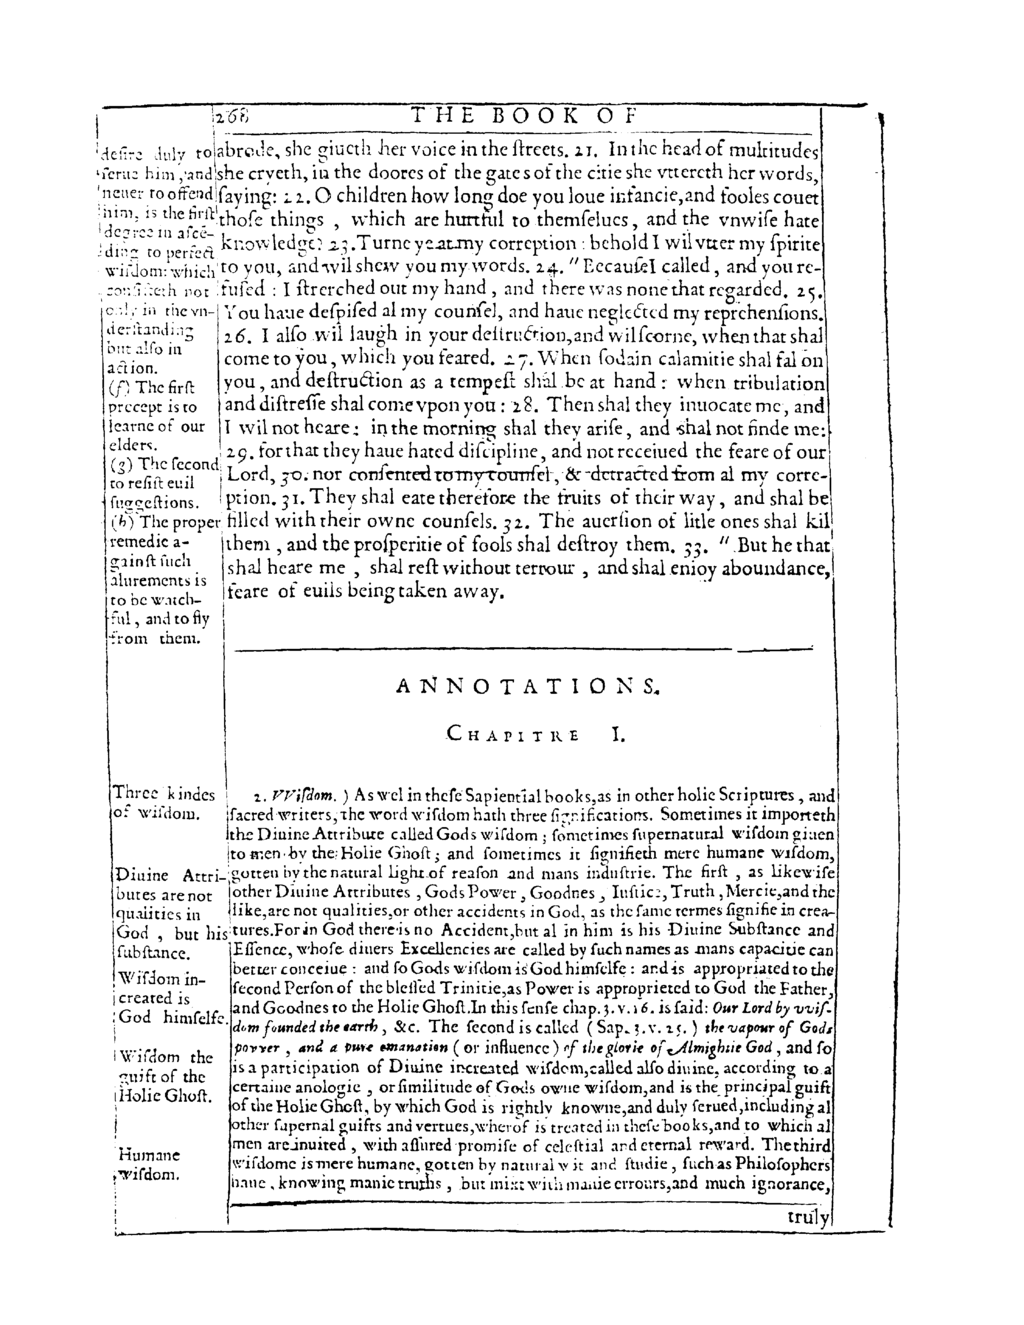 268 THE BOOK OF
abrode, she giueth her voice in the ſtreets. 21. In the head of multitudes
she cryeth, in the doores of the gates of the citie she vttereth her words,
ſaying: 22. O children how long doe you loue infancie, and fooles couet
thoſe things , which are hurtful to themſelues, and the vnwiſe hate
knowledge? 23. Turne ye at my correption : behold I wil vtter my ſpirite
to you, and wil shew you my words. 24. " Becauſe I called, and you re-
fuſed : I ſtretched out my hand , and there was none that regarded. 25.
You haue deſpiſed al my counſel, and haue neglected my reprehenſions.
26. I alſo wil laugh in your deſtruction, and wil ſcorne, when that shal
come to you, which you feared. 27. When ſodain calamitie shal fal on
you, and deſtruction as a tempeſt shal be at hand: when tribulation
and diſtreſſe shal come vpon you: 28. Then shal they inuocate me, and
I wil not heare: in the morning shal they ariſe, and shal not finde me:
29. for that they haue hated diſcipline, and not receiued the feare of our
Lord, 30. nor conſented to my counſel, & detracted from al my corre-
ption. 31. They shal eate therefore the fruits of their way, and shal be
filled with their owne counſels. 32. The auerſion of litle ones shal kil
them, and the proſperitie of fools shal deſtroy them. 33. " But he that
shal heare me , shal reſt without terrour , and shal enioy aboundance,
feare of euils being taken away.
deſire duly to
ſerue him, and
neuer to offend
him, is the firſt
degree in aſcē-
ding to perfect
wiſdom: which
conſiſteth not
only in the vn-
derſtanding
but alſo in
action.
(f) The firſt
precept is to
learne of our
elders.
(g) The ſecond
to reſiſt euil
ſuggeſtions.
(h) The proper
remedie a-
gainſt ſuch
alurements is
to be watch-
ful, and to fly
from them.
ANNOTATIONS.
CHAPITRE I.
2. VViſdom. ) As wel in theſe Sapiential books, as in other holie Scriptures, and
ſacred writers, the word wiſdom hath three ſignifications. Sometimes it importeth
the Diuine Attribute called Gods wiſdom ; ſometimes ſupernatural wiſdom giuen
to men by the Holie Ghoſt; and ſometimes it ſignifieth mere humane wiſdom,
gotten by the natural light of reaſon and mans induſtrie. The firſt , as likewiſe
other Diuine Attributes , Gods Power, Goodnes, Iuſtice, Truth, Mercie, and the
like, are not qualities, or other accidents in God, as the ſame termes ſignifie in crea-
tures. For in God there is no Accident, but al in him is his Diuine Subſtance and
Eſſence, whoſe diuers Excellencies are called by ſuch names as mans capacitie can
better conceiue : and ſo Gods wiſdom is God himſelfe: and is appropriated to the
ſecond Perſon of the bleſſed Trinitie, as Power is approprieted to God the Father,
and Goodnes to the Holie Ghoſt. In this ſenſe chap. 3. v. 16. is ſaid: Our Lord by vviſ-
dom founded the earth, &c. The ſecond is called ( Sap. 3. v. 25. ) the vapour of Gods
povver , and a pure emanation ( or influence ) of the glorie of Almightie God, and ſo
is a participation of Diuine increated wiſdom, called alſo diuine, according to a
certaine anologie , or ſimilitude of Gods owne wiſdom, and is the principal guift
of the Holie Ghoſt, by which God is rightly knowne, and duly ſerued, including al
other ſupernal guifts and vertues, wherof is treated in theſe books, and to which al
men are inuited , with aſſured promiſe of celeſtial and eternal reward. The third
wiſdome is mere humane, gotten by natural wit and ſtudie, ſuch as Philoſophers
haue, knowing manie truths , but mixt with manie errours, and much ignorance,
truly
Three kindes
of wiſdom.
Diuine Attri-
butes are not
qualities in
God , but his
ſubſtance.
Wiſdom in-
created is
God himſelfe.
Wiſdom the
guift of the
Holie Ghoſt.
Humane
wiſdom.